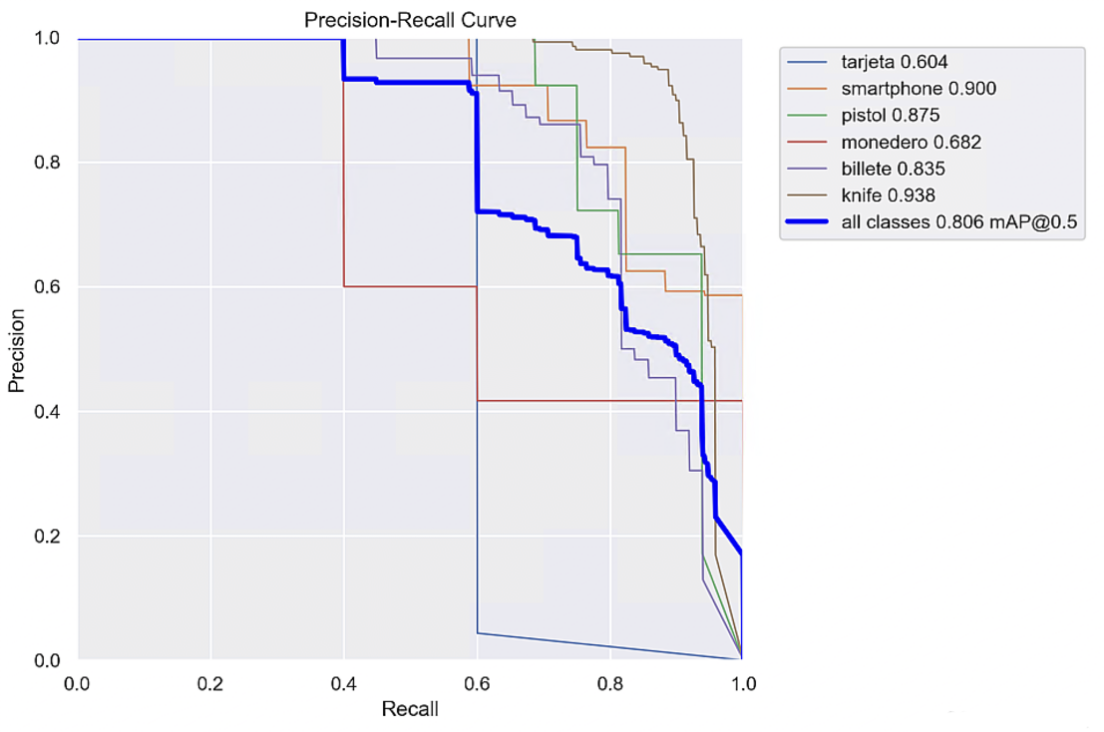 Precision-Recall Curve
1.0
0.8
0.6
0.4
0.2
0.0
Precision
0.0 0.2 0.4 0.6 0.8 1.0
Recall
tarjeta 0.604
smartphone 0.900
pistol 0.875
monedero 0.682
billete 0.835
knife 0.938
all classes 0.806 mAP@0.5